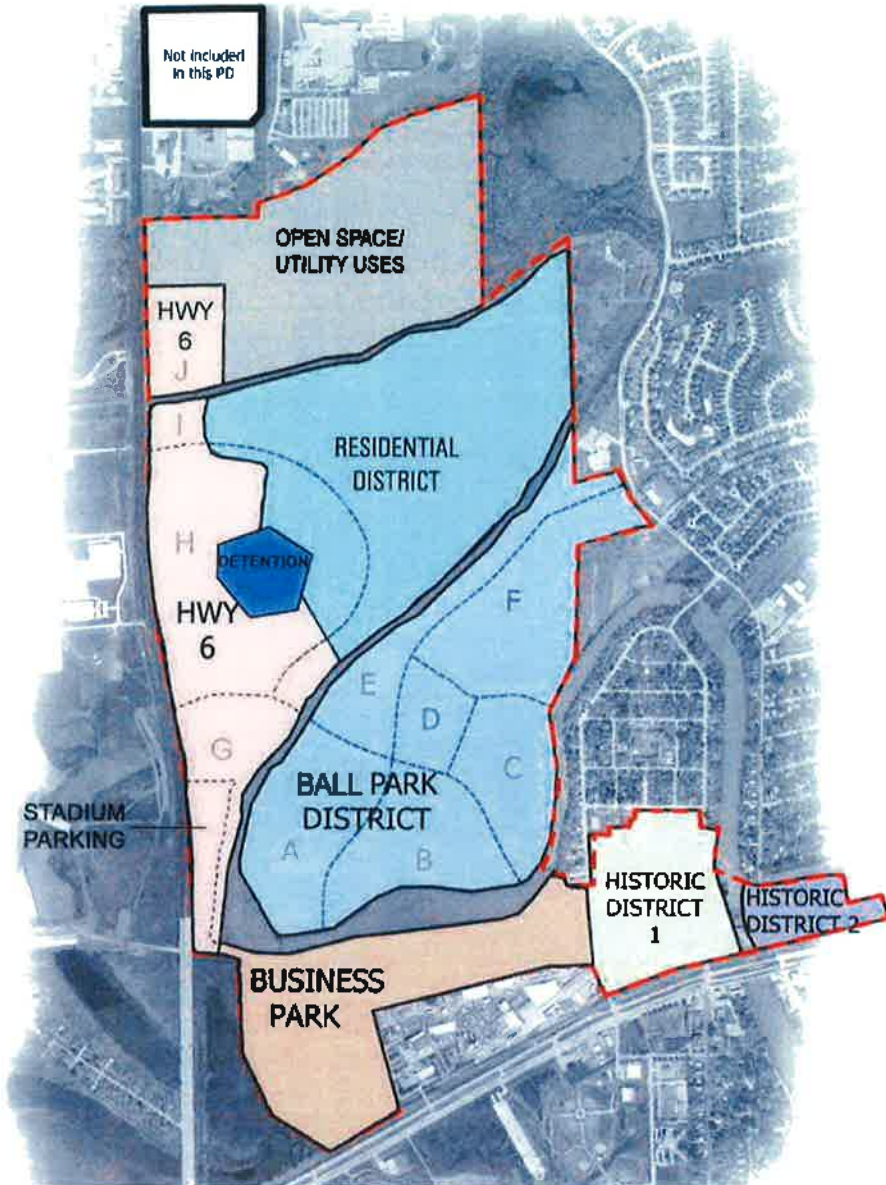 Not included
in this PD
OPEN SPACE/
UTILITY USES
HWY
6
J
I
RESIDENTIAL
DISTRICT
H
DETENTION
HWY
6
F
E
D
G
C
BALL PARK
DISTRICT
STADIUM
PARKING
A
B
HISTORIC
DISTRICT
1
HISTORIC
DISTRICT 2
BUSINESS
PARK